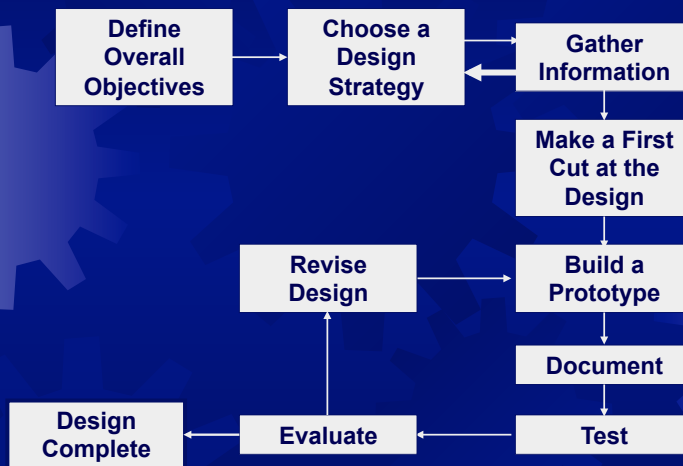 Define
Overall
Objectives
Choose a
Design
Strategy
Gather
Information
Make a First
Cut at the
Design
Revise
Design
Build a
Prototype
Document
Design
Complete
Evaluate
Test